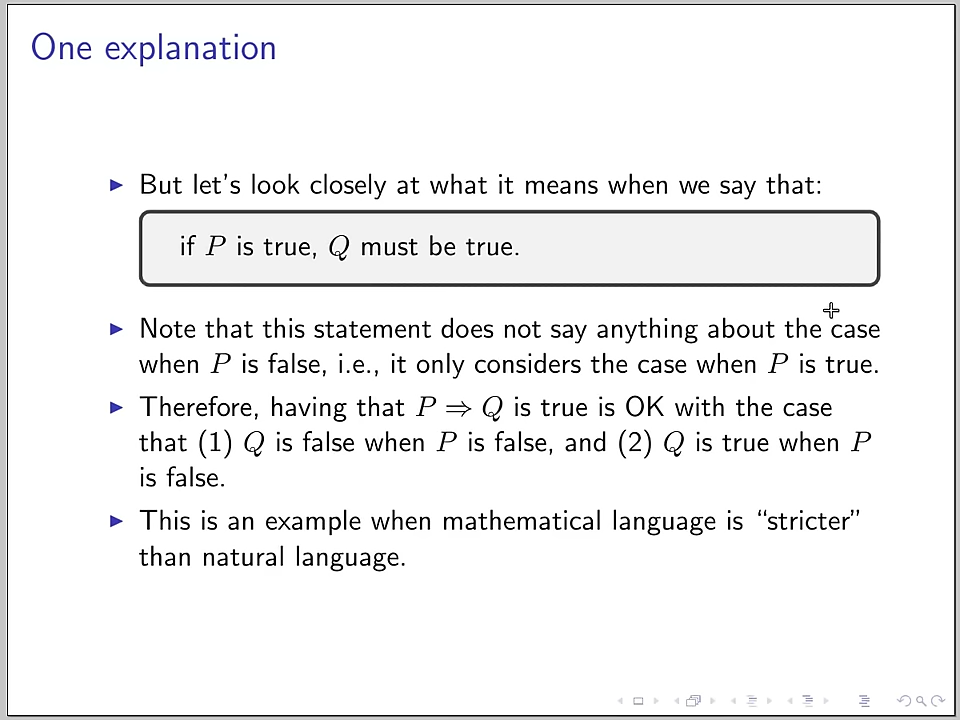 One explanation
▶ But let's look closely at what it means when we say that:
if P is true, Q must be true.
▶ Note that this statement does not say anything about the case
when P is false, i.e., it only considers the case when P is true.
▶ Therefore, having that P ⇒ Q is true is OK with the case
that (1) Q is false when P is false, and (2) Q is true when P
is false.
▶ This is an example when mathematical language is “stricter”
than natural language.